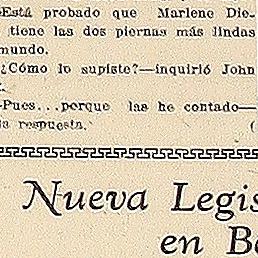 -Está probado que Marlene Die-
tiene las dos piernas más lindas
mundo.
¿Cómo lo supiste?—inquirió John
-Pues...porque las he contado—
la respuesta. (
Nueva Legis
en B